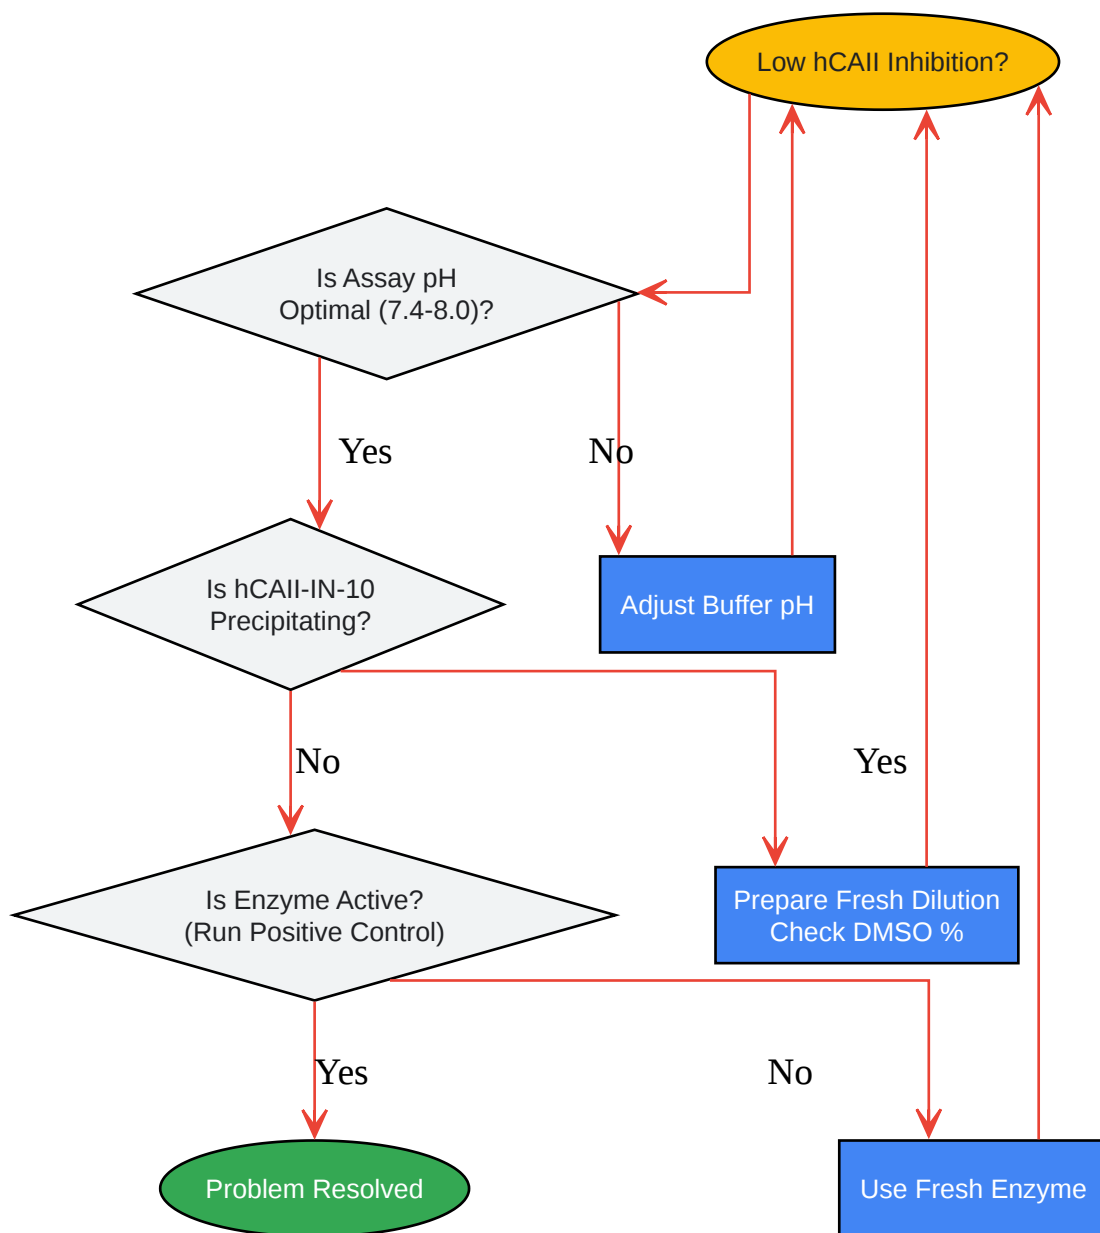 Low hCAII Inhibition?
Is Assay pH
Optimal (7.4-8.0)?
Yes
No
Is hCAII-IN-10
Precipitating?
Adjust Buffer pH
No
Yes
Is Enzyme Active?
(Run Positive Control)
Prepare Fresh Dilution
Check DMSO %
Yes
No
Problem Resolved
Use Fresh Enzyme